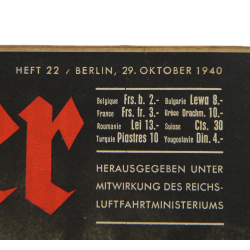 HEFT 22 / BERLIN, 29. OKTOBER 1940
er
Belgique Frs. b. 2.- Bulgarie Lewa 8.-
France Frs. fr. 3.- Grèce Drachm. 10.-
Roumanie Lei 13.- Suisse Cts. 30
Turquie Piastres 10 Yougoslavie Din. 4.-
HERAUSGEGEBEN UNTER
MITWIRKUNG DES REICHS-
LUFTFAHRTMINISTERIUMS